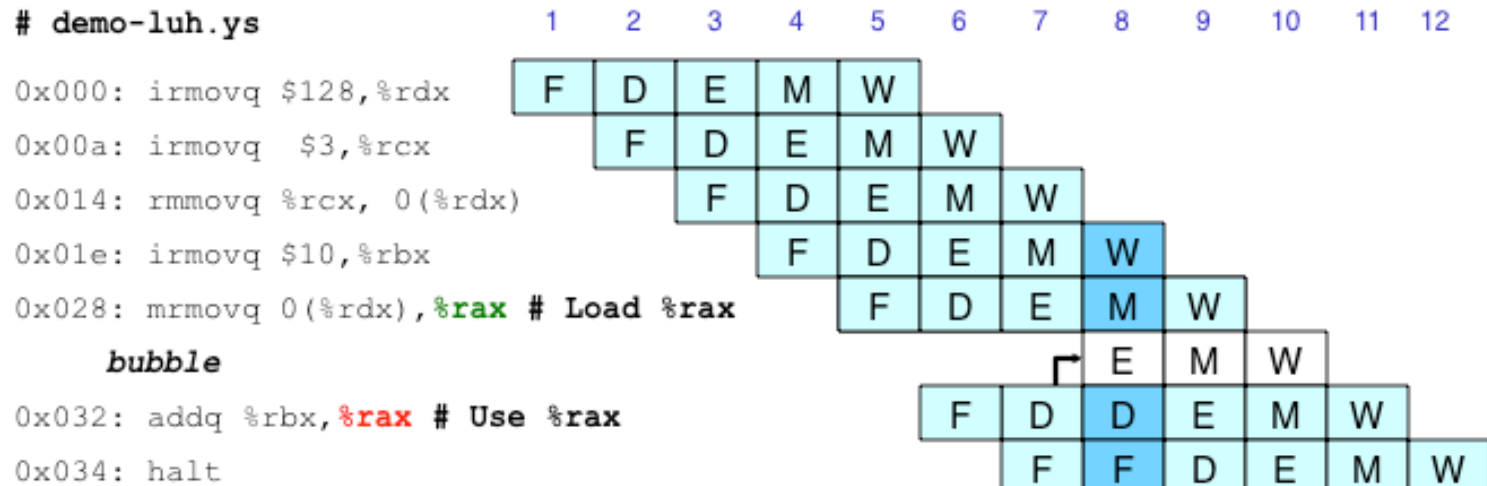 # demo-luh.ys 1 2 3 4 5 6 7 8 9 10 11 12
0x000: irmovq $128,%rdx F D E M W
0x00a: irmovq $3,%rcx F D E M W
0x014: rmmovq %rcx, 0(%rdx) F D E M W
0x01e: irmovq $10,%rbx F D E M W
0x028: mrmovq 0(%rdx),%rax # Load %rax F D E M W
bubble E M W
0x032: addq %rbx,%rax # Use %rax F D D E M W
0x034: halt F F D E M W